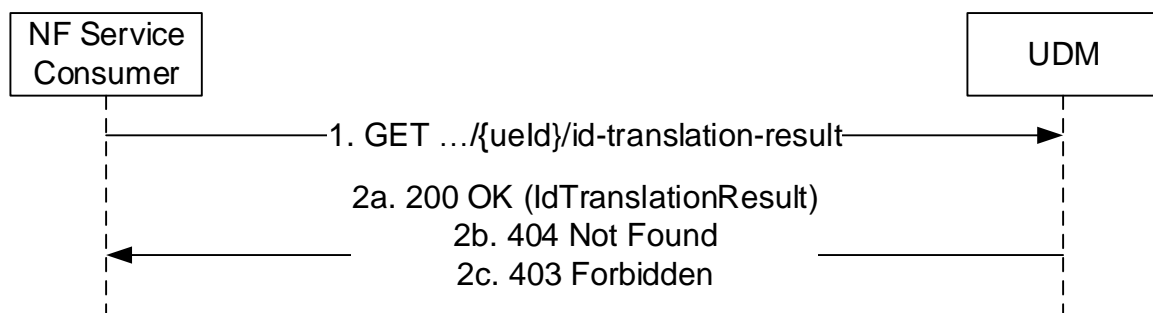 NF Service
Consumer
UDM
1. GET …/{ueId}/id-translation-result
2a. 200 OK (IdTranslationResult)
2b. 404 Not Found
2c. 403 Forbidden